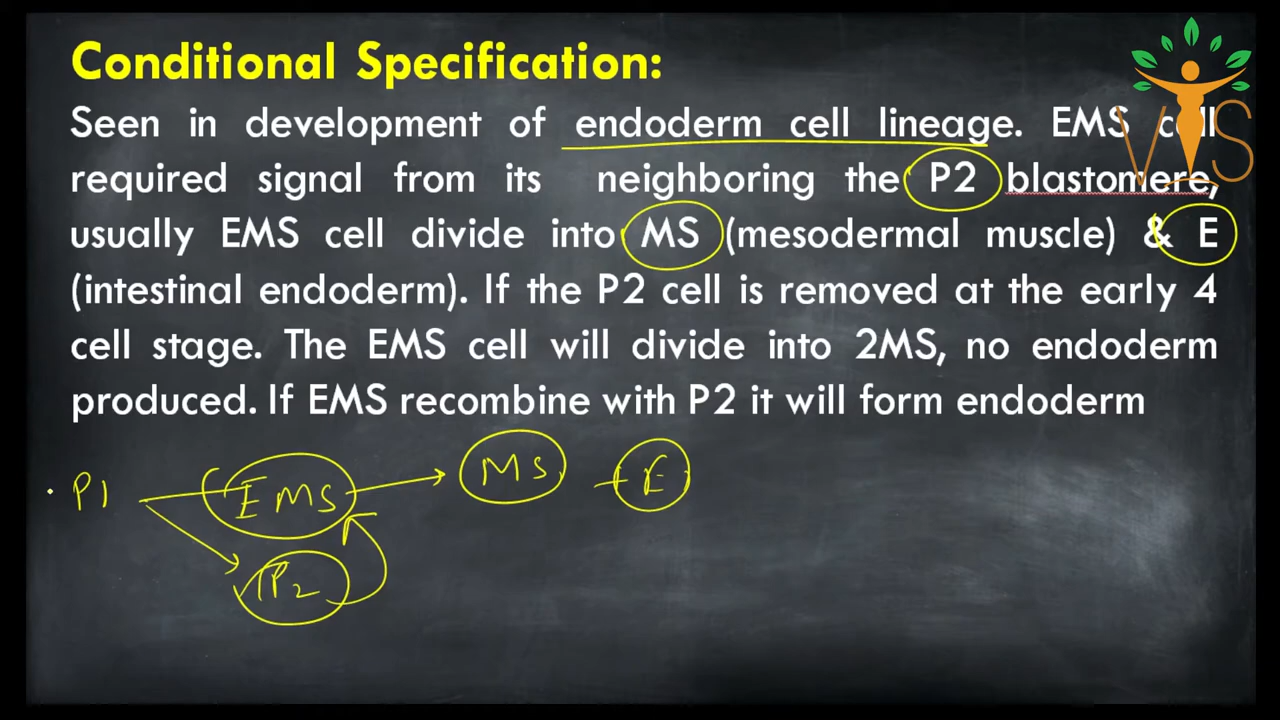 Conditional Specification:
Seen in development of endoderm cell lineage. EMS cell
required signal from its neighboring the P2 blastomere,
usually EMS cell divide into MS (mesodermal muscle) & E
(intestinal endoderm). If the P2 cell is removed at the early 4
cell stage. The EMS cell will divide into 2MS, no endoderm
produced. If EMS recombine with P2 it will form endoderm
• P1 EMS MS + E
P2
VIS